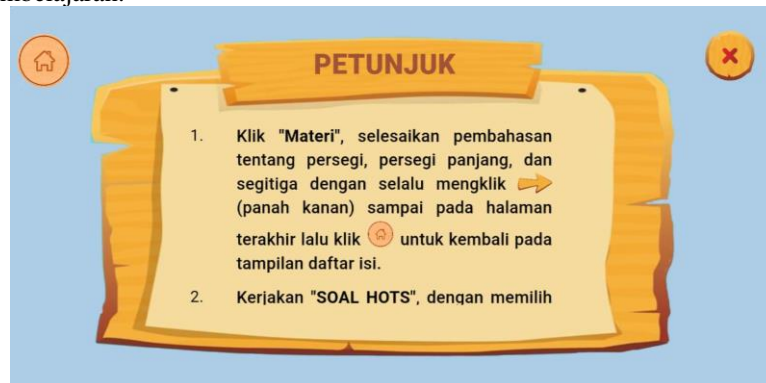 PETUNJUK
1. Klik "Materi", selesaikan pembahasan
tentang persegi, persegi panjang, dan
segitiga dengan selalu mengklik
(panah kanan) sampai pada halaman
terakhir lalu klik untuk kembali pada
tampilan daftar isi.
2. Kerjakan "SOAL HOTS", dengan memilih